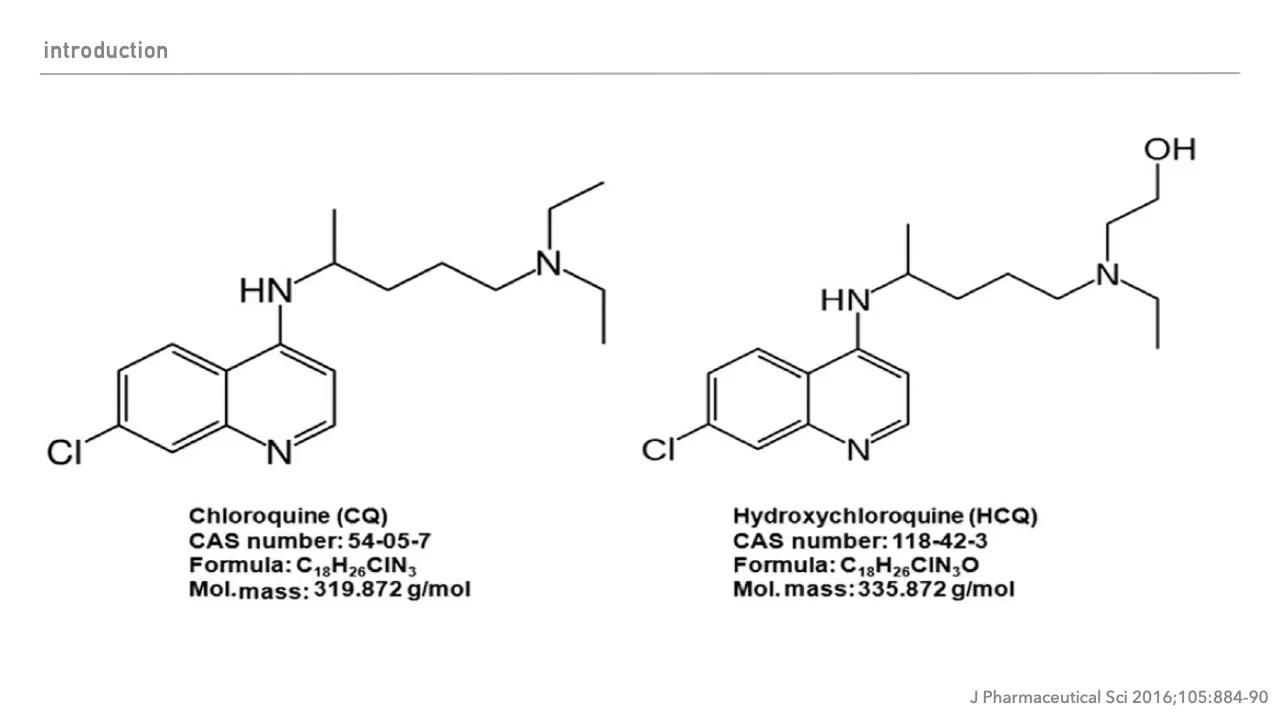 introduction
HN
N
Cl
N
OH
HN
N
Cl
N
Chloroquine (CQ)
CAS number: 54-05-7
Formula: C₁₈H₂₆ClN₃
Mol.mass: 319.872 g/mol
Hydroxychloroquine (HCQ)
CAS number: 118-42-3
Formula: C₁₈H₂₆ClN₃O
Mol. mass: 335.872 g/mol
J Pharmaceutical Sci 2016;105:884-90